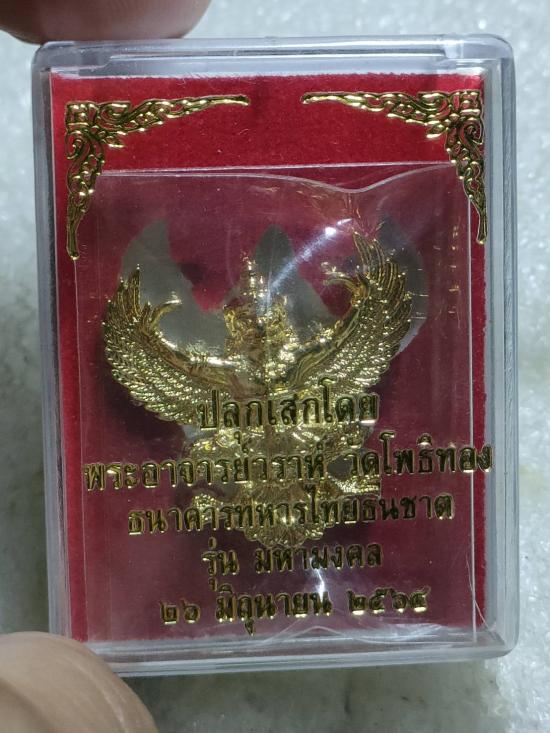 ปลุกเสกโดย
พระอาจารย์วราห์ วัดโพธิทอง
ธนาคารทหารไทยธนชาต
รุ่น มหามงคล
๒๖ มิถุนายน ๒๕๖๔